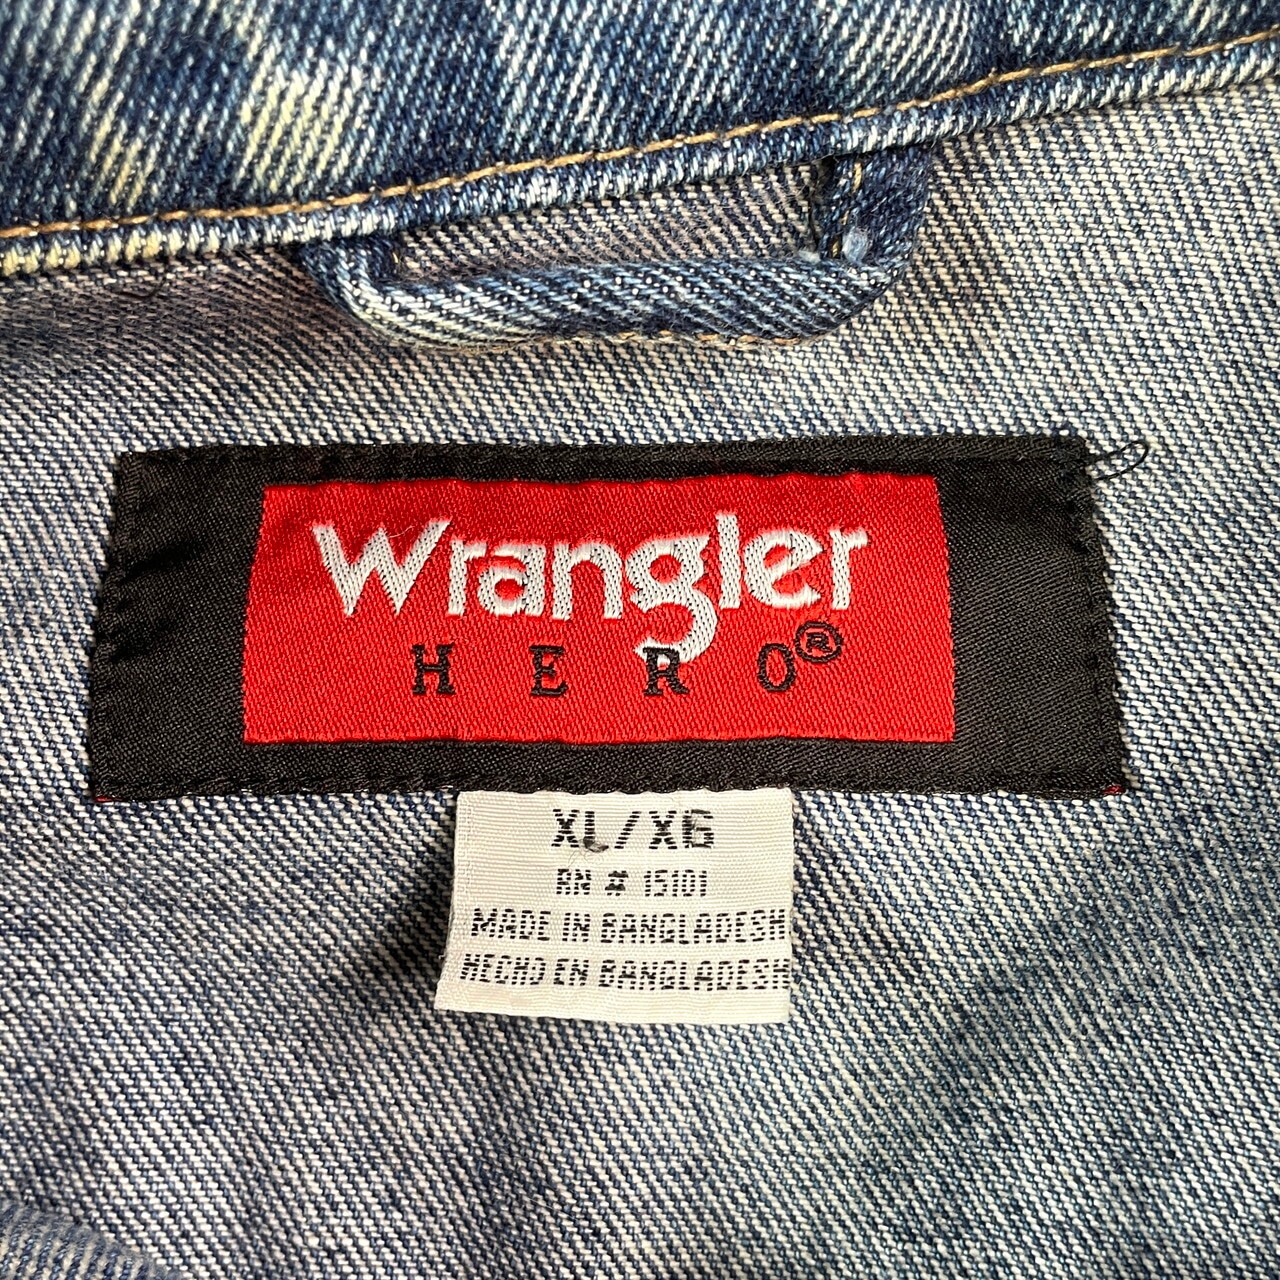 Wrangler
HERO®
XL/XG
RN # 15101
MADE IN BANGLADESH
HECHO EN BANGLADESH